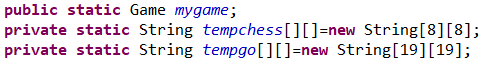 public static Game mygame;
private static String tempchess[][]=new String[8][8];
private static String tempgo[][]=new String[19][19];